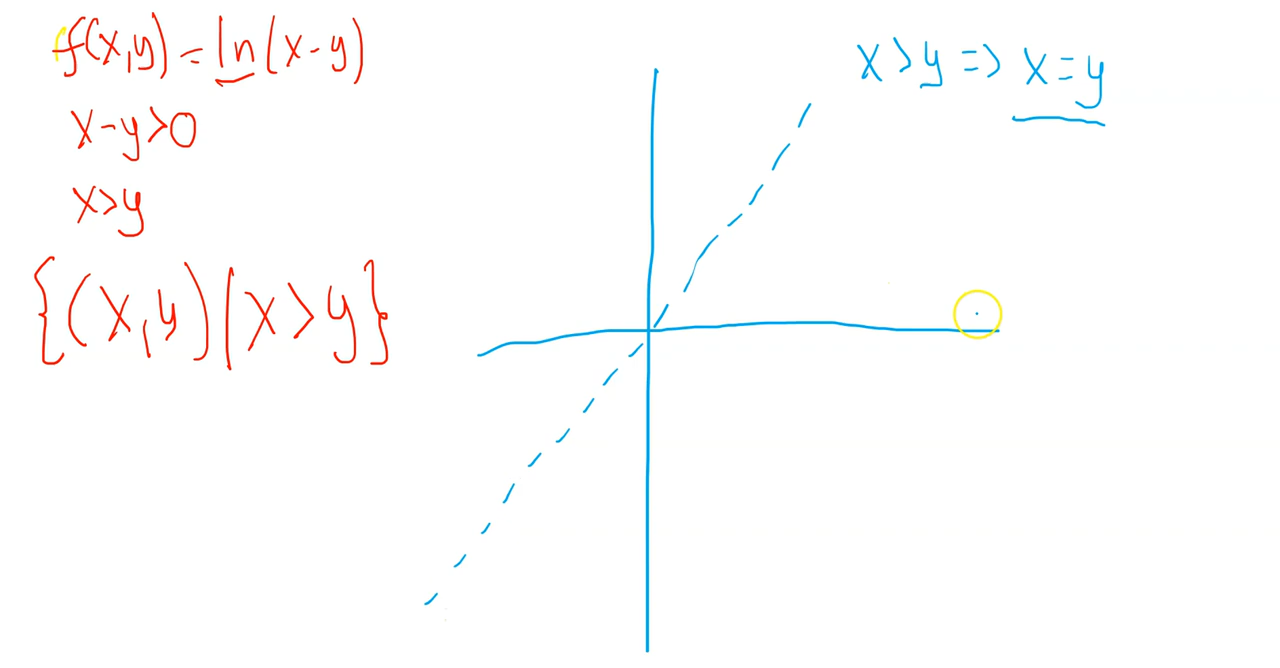 f(x,y) = ln(x-y)
x-y>0
x>y
{(x,y)|x>y}
x>y => x=y